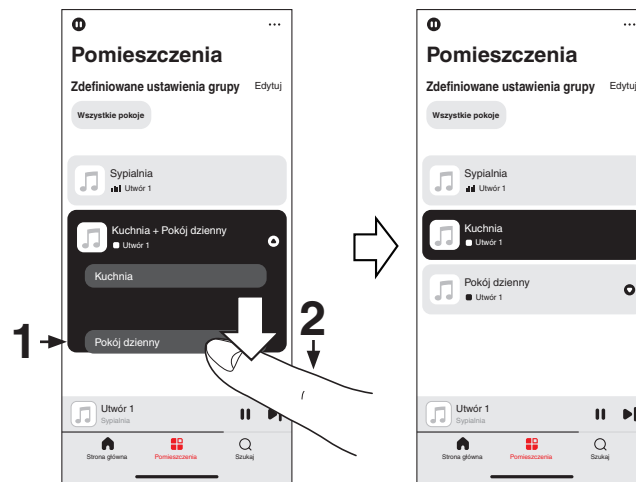 Pomieszczenia
Zdefiniowane ustawienia grupy Edytuj
Wszystkie pokoje
Sypialnia
Utwór 1
Kuchnia + Pokój dzienny
Utwór 1
Kuchnia
Pokój dzienny
1
2
Utwór 1
Sypialnia
Strona główna Pomieszczenia Szukaj
Pomieszczenia
Zdefiniowane ustawienia grupy Edytuj
Wszystkie pokoje
Sypialnia
Utwór 1
Kuchnia
Utwór 1
Pokój dzienny
Utwór 1
Utwór 1
Sypialnia
Strona główna Pomieszczenia Szukaj